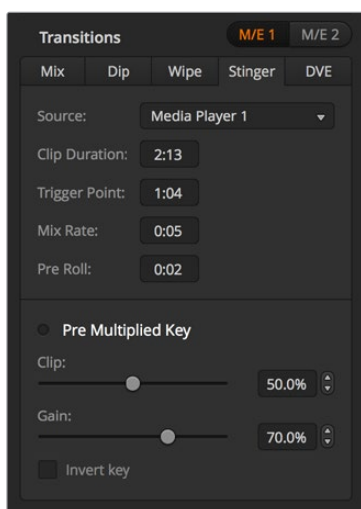 Transitions M/E 1 M/E 2
Mix Dip Wipe Stinger DVE
Source: Media Player 1
Clip Duration: 2:13
Trigger Point: 1:04
Mix Rate: 0:05
Pre Roll: 0:02
Pre Multiplied Key
Clip:
50.0%
Gain:
70.0%
Invert key